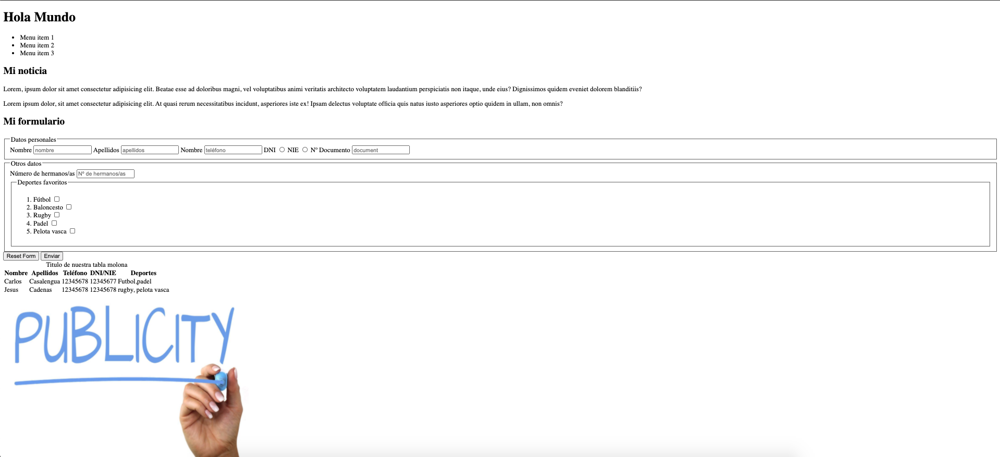 Hola Mundo
Menu item 1
Menu item 2
Menu item 3
Mi noticia
Lorem, ipsum dolor sit amet consectetur adipisicing elit. Beatae esse ad doloribus magni, vel voluptatibus animi veritatis architecto voluptatem laudantium perspiciatis non itaque, unde eius? Dignissimos quidem eveniet dolorem blanditiis?
Lorem ipsum dolor, sit amet consectetur adipisicing elit. At quasi rerum necessitatibus incidunt, asperiores iste ex! Ipsam delectus voluptate officia quis natus iusto asperiores optio quidem in ullam, non omnis?
Mi formulario
Datos personales
Nombre nombre Apellidos apellidos Nombre teléfono DNI NIE Nº Documento document
Otros datos
Número de hermanos/as Nº de hermanos/as
Deportes favoritos
1. Fútbol
2. Baloncesto
3. Rugby
4. Padel
5. Pelota vasca
Reset Form Enviar
Titulo de nuestra tabla molona
Nombre Apellidos Teléfono DNI/NIE Deportes
Carlos Casalengua 12345678 12345677 Futbol,padel
Jesus Cadenas 12345678 12345678 rugby, pelota vasca
PUBLICITY